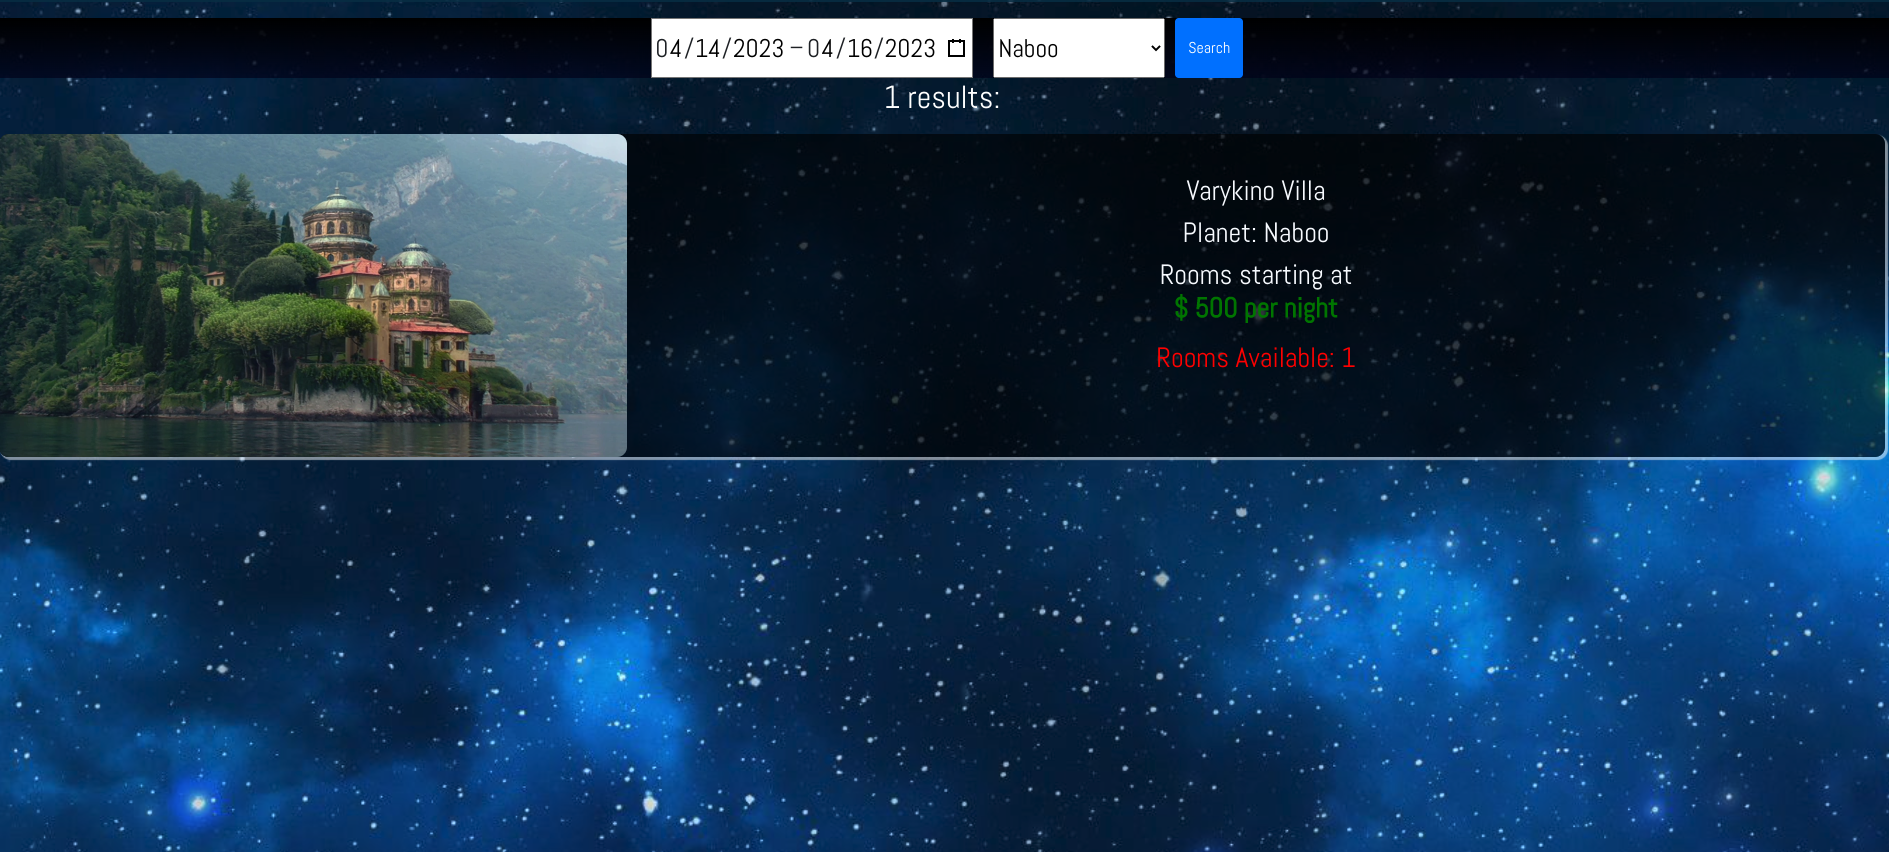 04/14/2023 – 04/16/2023 Naboo Search
1 results:
Varykino Villa
Planet: Naboo
Rooms starting at
$ 500 per night
Rooms Available: 1